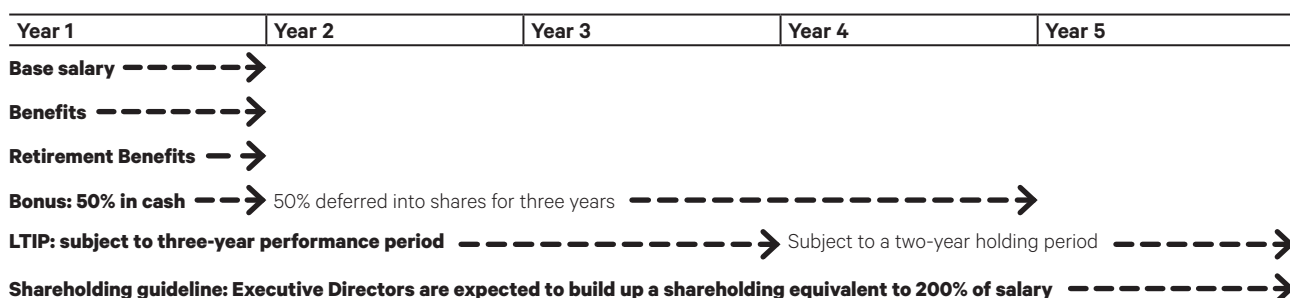 Year 1 Year 2 Year 3 Year 4 Year 5
Base salary
Benefits
Retirement Benefits
Bonus: 50% in cash 50% deferred into shares for three years
LTIP: subject to three-year performance period Subject to a two-year holding period
Shareholding guideline: Executive Directors are expected to build up a shareholding equivalent to 200% of salary